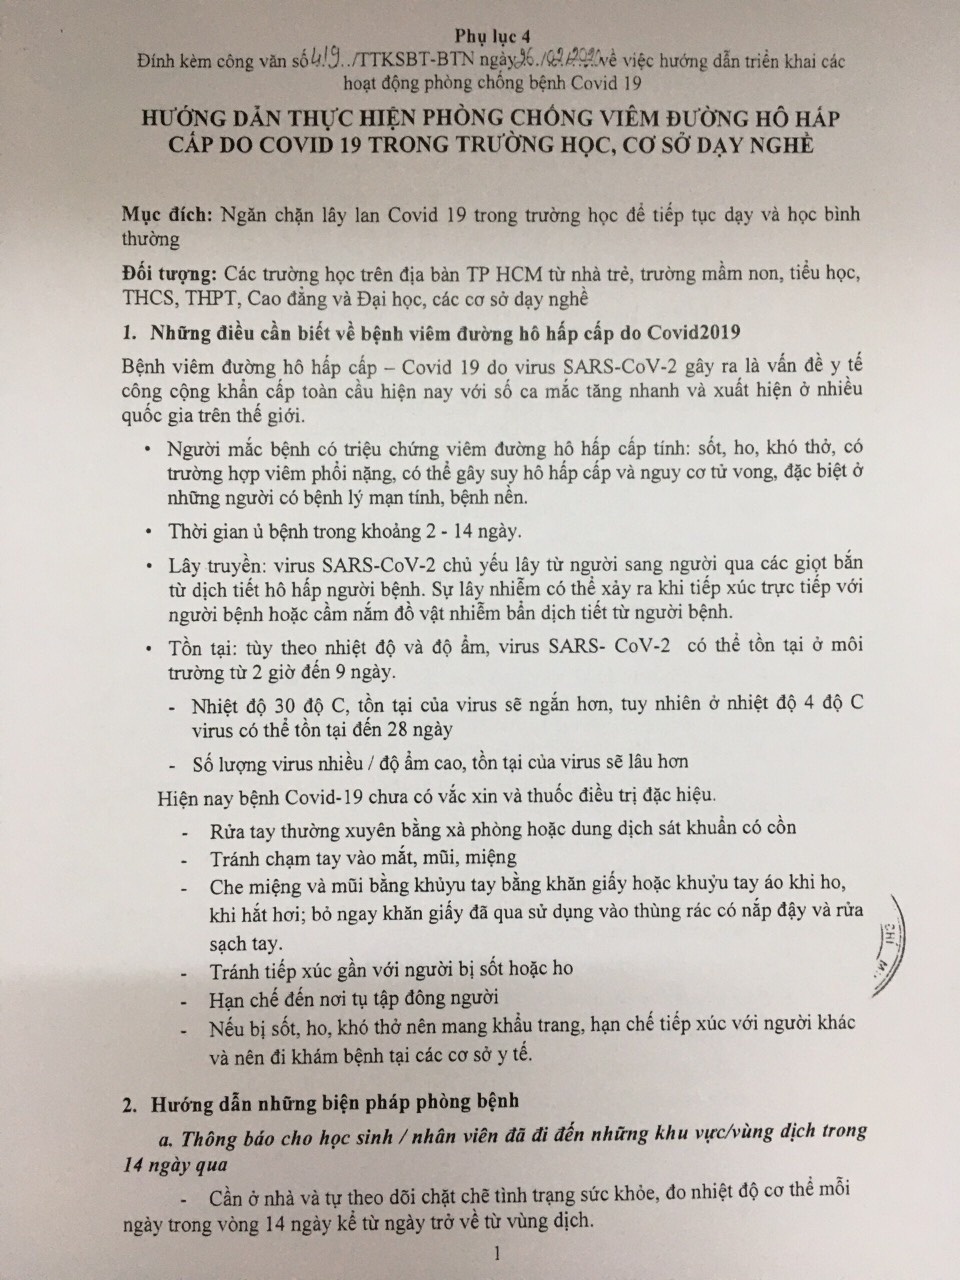 Phụ lục 4
Đính kèm công văn số 419../TTKSBT-BTN ngày 26./02/2020 về việc hướng dẫn triển khai các
hoạt động phòng chống bệnh Covid 19
HƯỚNG DẪN THỰC HIỆN PHÒNG CHỐNG VIÊM ĐƯỜNG HÔ HẤP
CẤP DO COVID 19 TRONG TRƯỜNG HỌC, CƠ SỞ DẠY NGHỀ
Mục đích: Ngăn chặn lây lan Covid 19 trong trường học để tiếp tục dạy và học bình
thường
Đối tượng: Các trường học trên địa bàn TP HCM từ nhà trẻ, trường mầm non, tiểu học,
THCS, THPT, Cao đẳng và Đại học, các cơ sở dạy nghề
1. Những điều cần biết về bệnh viêm đường hô hấp cấp do Covid2019
Bệnh viêm đường hô hấp cấp – Covid 19 do virus SARS-CoV-2 gây ra là vấn đề y tế
công cộng khẩn cấp toàn cầu hiện nay với số ca mắc tăng nhanh và xuất hiện ở nhiều
quốc gia trên thế giới.
• Người mắc bệnh có triệu chứng viêm đường hô hấp cấp tính: sốt, ho, khó thở, có
trường hợp viêm phổi nặng, có thể gây suy hô hấp cấp và nguy cơ tử vong, đặc biệt ở
những người có bệnh lý mạn tính, bệnh nền.
• Thời gian ủ bệnh trong khoảng 2 - 14 ngày.
• Lây truyền: virus SARS-CoV-2 chủ yếu lây từ người sang người qua các giọt bắn
từ dịch tiết hô hấp người bệnh. Sự lây nhiễm có thể xảy ra khi tiếp xúc trực tiếp với
người bệnh hoặc cầm nắm đồ vật nhiễm bẩn dịch tiết từ người bệnh.
• Tồn tại: tùy theo nhiệt độ và độ ẩm, virus SARS- CoV-2 có thể tồn tại ở môi
trường từ 2 giờ đến 9 ngày.
- Nhiệt độ 30 độ C, tồn tại của virus sẽ ngắn hơn, tuy nhiên ở nhiệt độ 4 độ C
virus có thể tồn tại đến 28 ngày
- Số lượng virus nhiều / độ ẩm cao, tồn tại của virus sẽ lâu hơn
Hiện nay bệnh Covid-19 chưa có vắc xin và thuốc điều trị đặc hiệu.
- Rửa tay thường xuyên bằng xà phòng hoặc dung dịch sát khuẩn có cồn
- Tránh chạm tay vào mắt, mũi, miệng
- Che miệng và mũi bằng khủyu tay bằng khăn giấy hoặc khuỷu tay áo khi ho,
khi hắt hơi; bỏ ngay khăn giấy đã qua sử dụng vào thùng rác có nắp đậy và rửa
sạch tay.
- Tránh tiếp xúc gần với người bị sốt hoặc ho
- Hạn chế đến nơi tụ tập đông người
- Nếu bị sốt, ho, khó thở nên mang khẩu trang, hạn chế tiếp xúc với người khác
và nên đi khám bệnh tại các cơ sở y tế.
2. Hướng dẫn những biện pháp phòng bệnh
a. Thông báo cho học sinh / nhân viên đã đi đến những khu vực/vùng dịch trong
14 ngày qua
- Cần ở nhà và tự theo dõi chặt chẽ tình trạng sức khỏe, đo nhiệt độ cơ thể mỗi
ngày trong vòng 14 ngày kể từ ngày trở về từ vùng dịch.
1